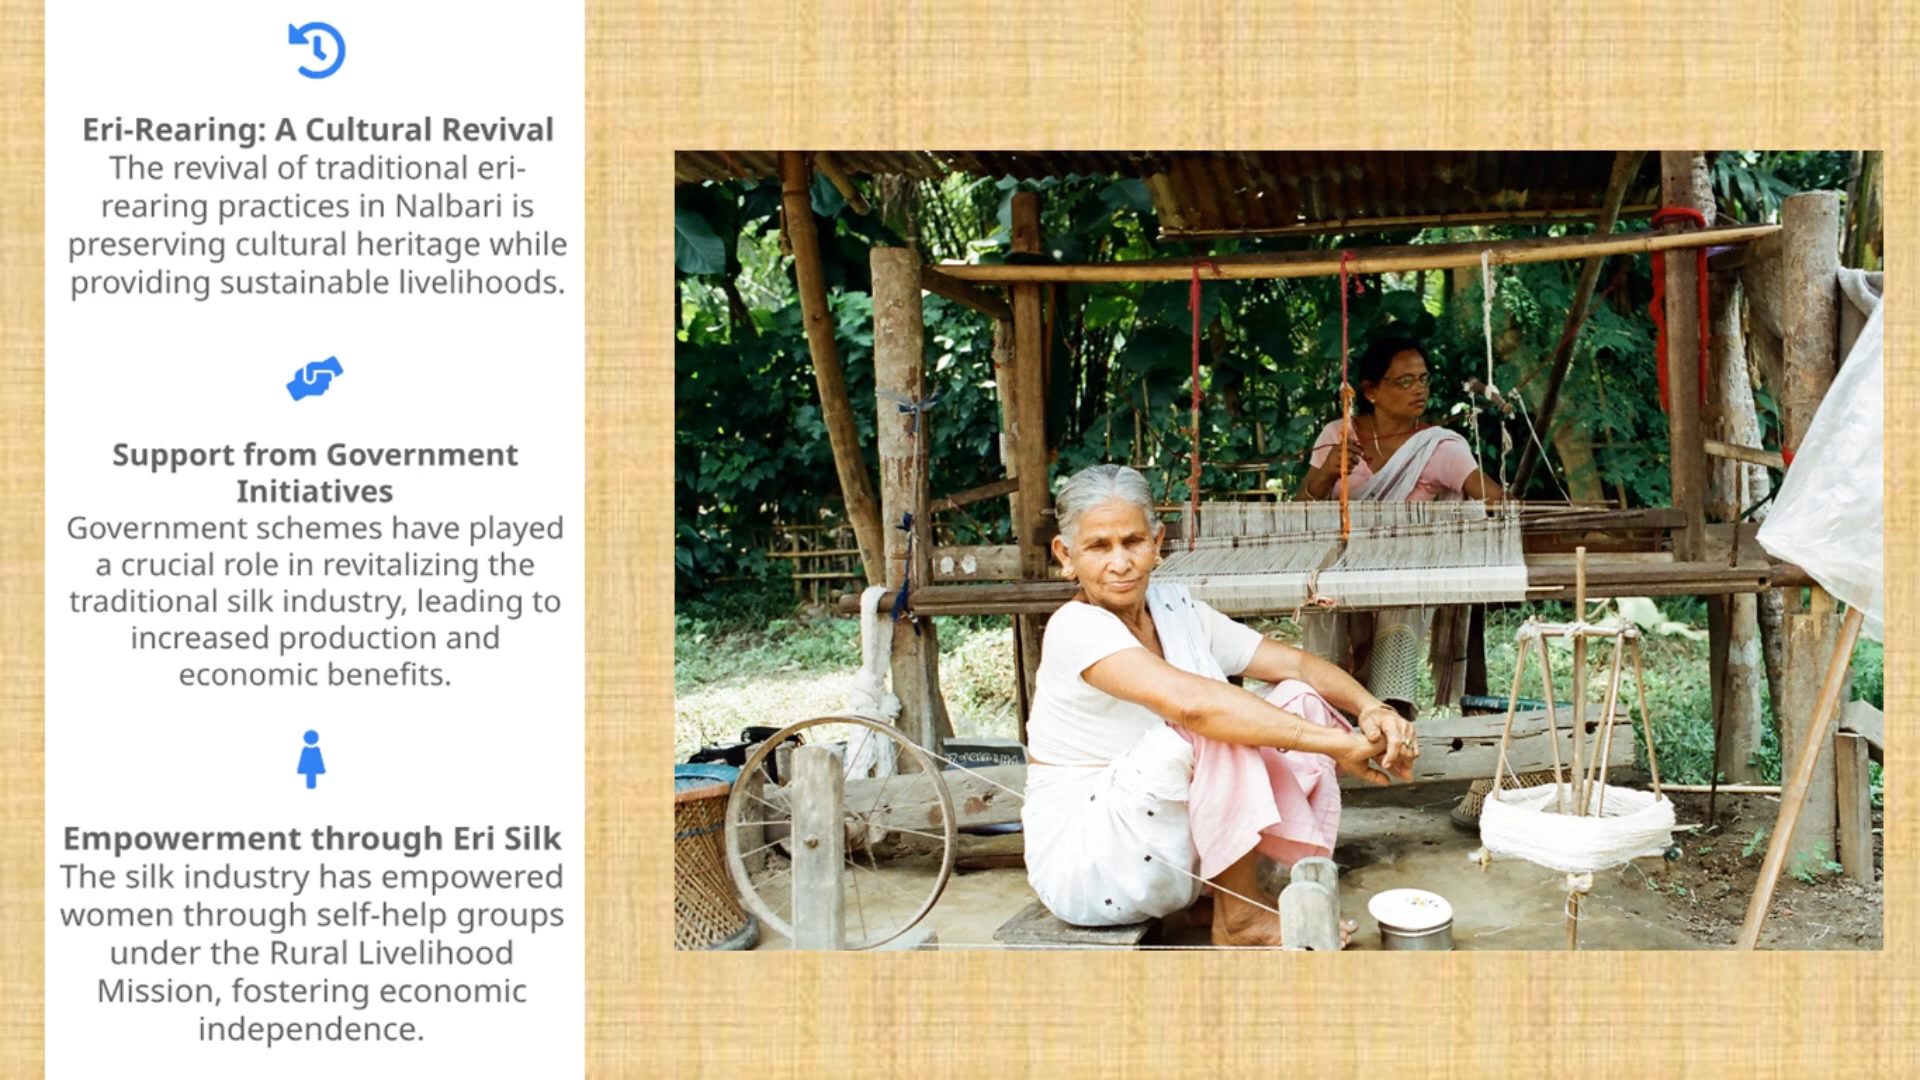 Eri-Rearing: A Cultural Revival
The revival of traditional eri-
rearing practices in Nalbari is
preserving cultural heritage while
providing sustainable livelihoods.
Support from Government
Initiatives
Government schemes have played
a crucial role in revitalizing the
traditional silk industry, leading to
increased production and
economic benefits.
Empowerment through Eri Silk
The silk industry has empowered
women through self-help groups
under the Rural Livelihood
Mission, fostering economic
independence.